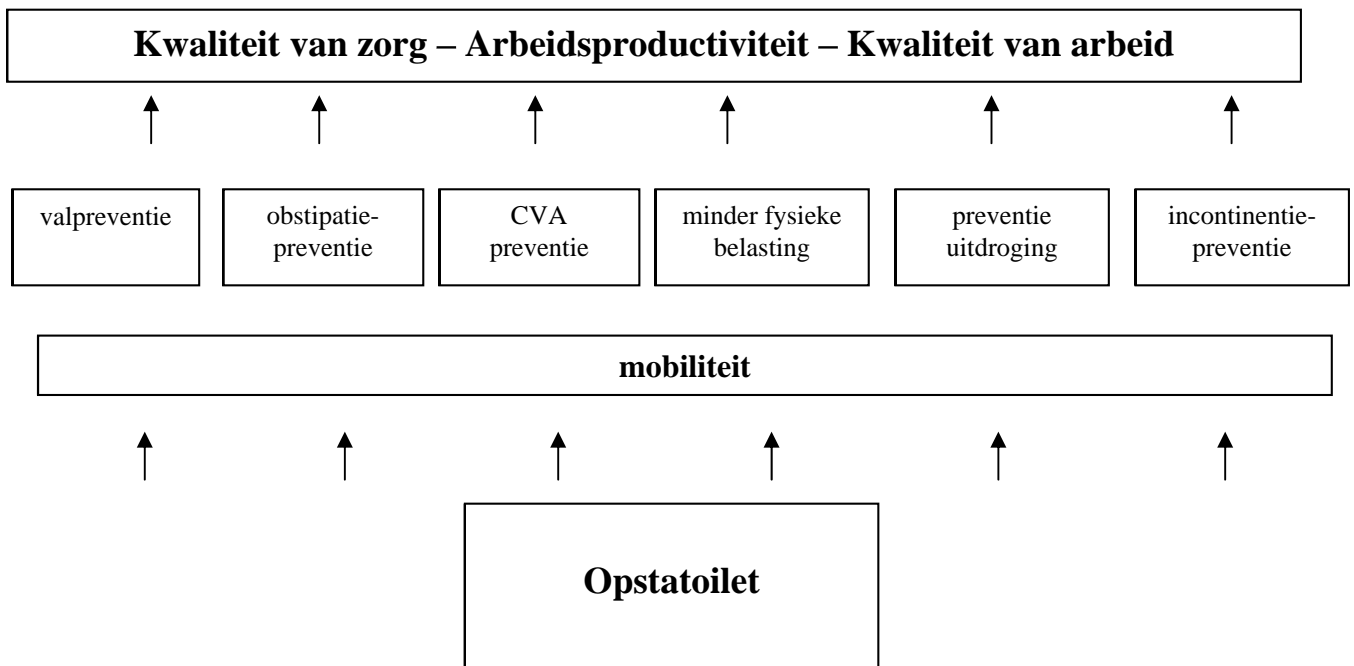 Kwaliteit van zorg – Arbeidsproductiviteit – Kwaliteit van arbeid
valpreventie
obstipatie-
preventie
CVA
preventie
minder fysieke
belasting
preventie
uitdroging
incontinentie-
preventie
mobiliteit
Opstatoilet